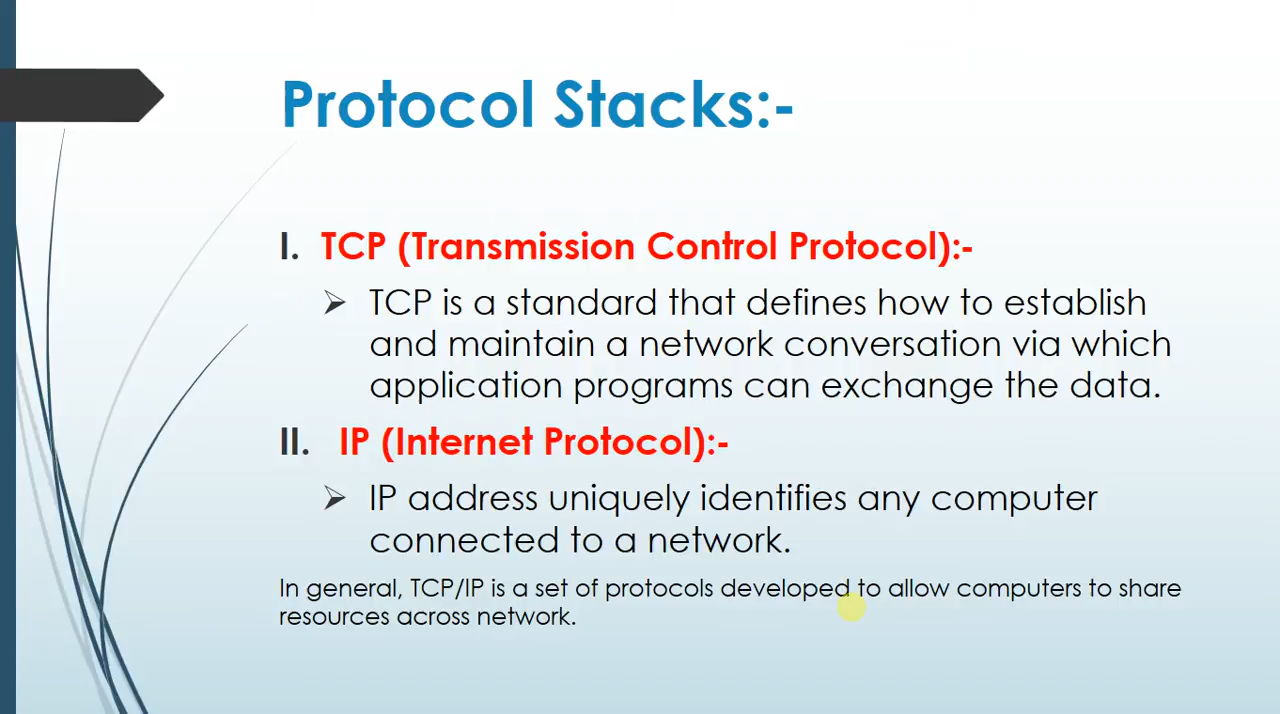 Protocol Stacks:-
I. TCP (Transmission Control Protocol):-
TCP is a standard that defines how to establish
and maintain a network conversation via which
application programs can exchange the data.
II. IP (Internet Protocol):-
IP address uniquely identifies any computer
connected to a network.
In general, TCP/IP is a set of protocols developed to allow computers to share
resources across network.